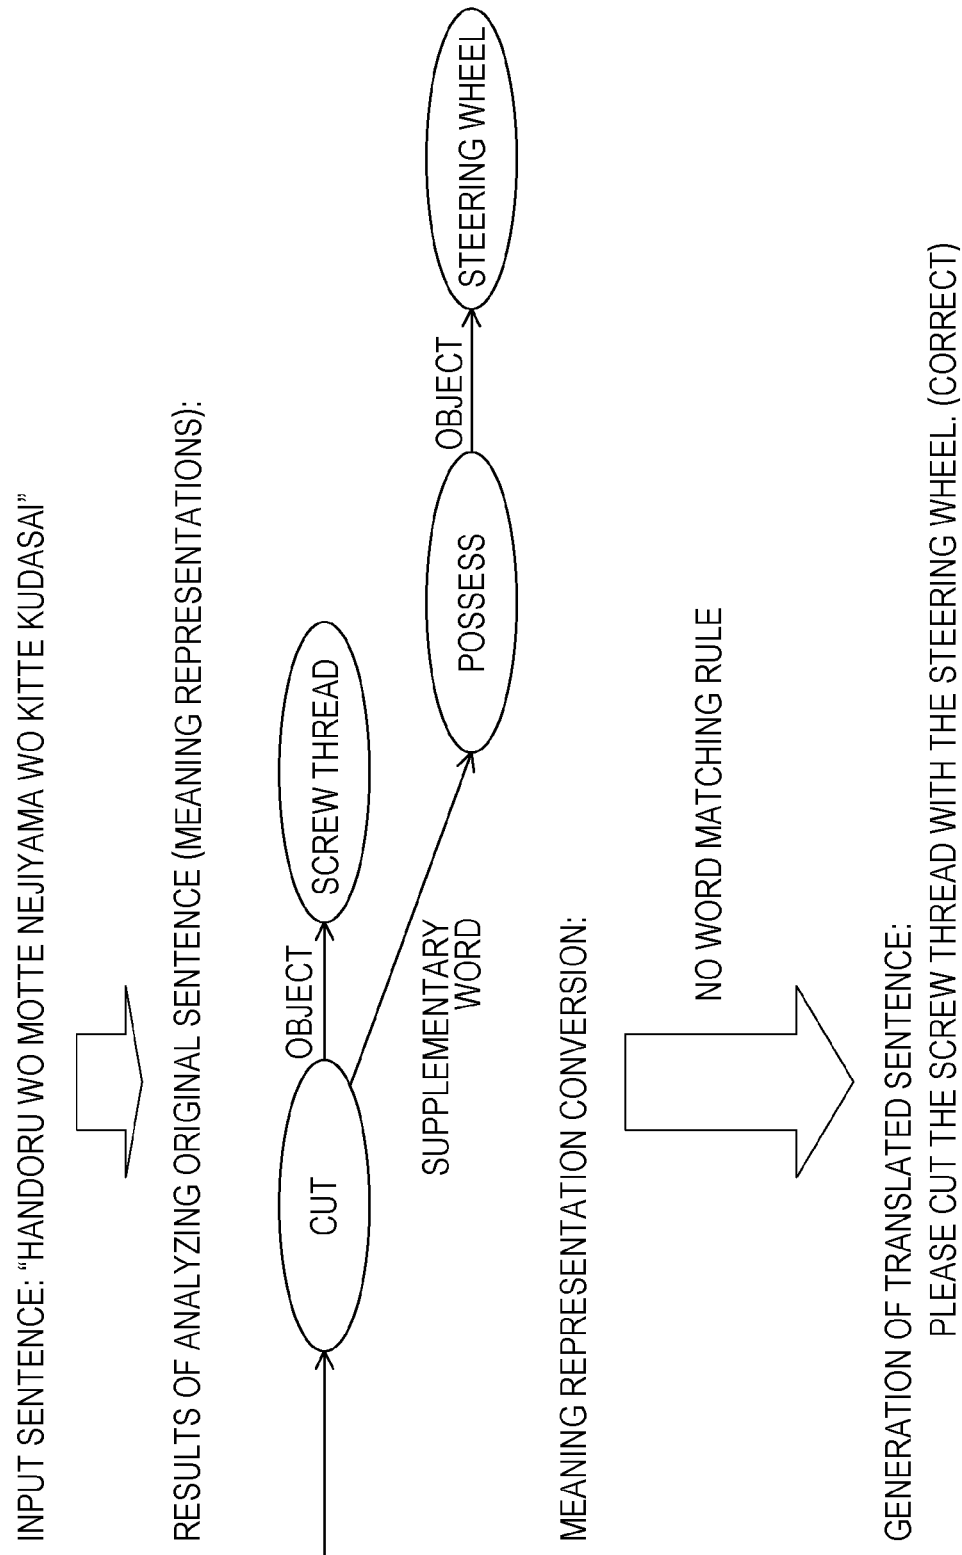 INPUT SENTENCE: “HANDORU WO MOTTE NEJIYAMA WO KITTE KUDASAI”
RESULTS OF ANALYZING ORIGINAL SENTENCE (MEANING REPRESENTATIONS):
CUT
OBJECT
SCREW THREAD
SUPPLEMENTARY
WORD
POSSESS
OBJECT
STEERING WHEEL
MEANING REPRESENTATION CONVERSION:
NO WORD MATCHING RULE
GENERATION OF TRANSLATED SENTENCE:
PLEASE CUT THE SCREW THREAD WITH THE STEERING WHEEL. (CORRECT)